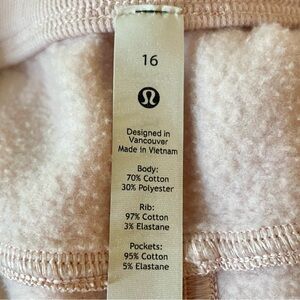 16
Designed in
Vancouver
Made in Vietnam
Body:
70% Cotton
30% Polyester
Rib:
97% Cotton
3% Elastane
Pockets:
95% Cotton
5% Elastane